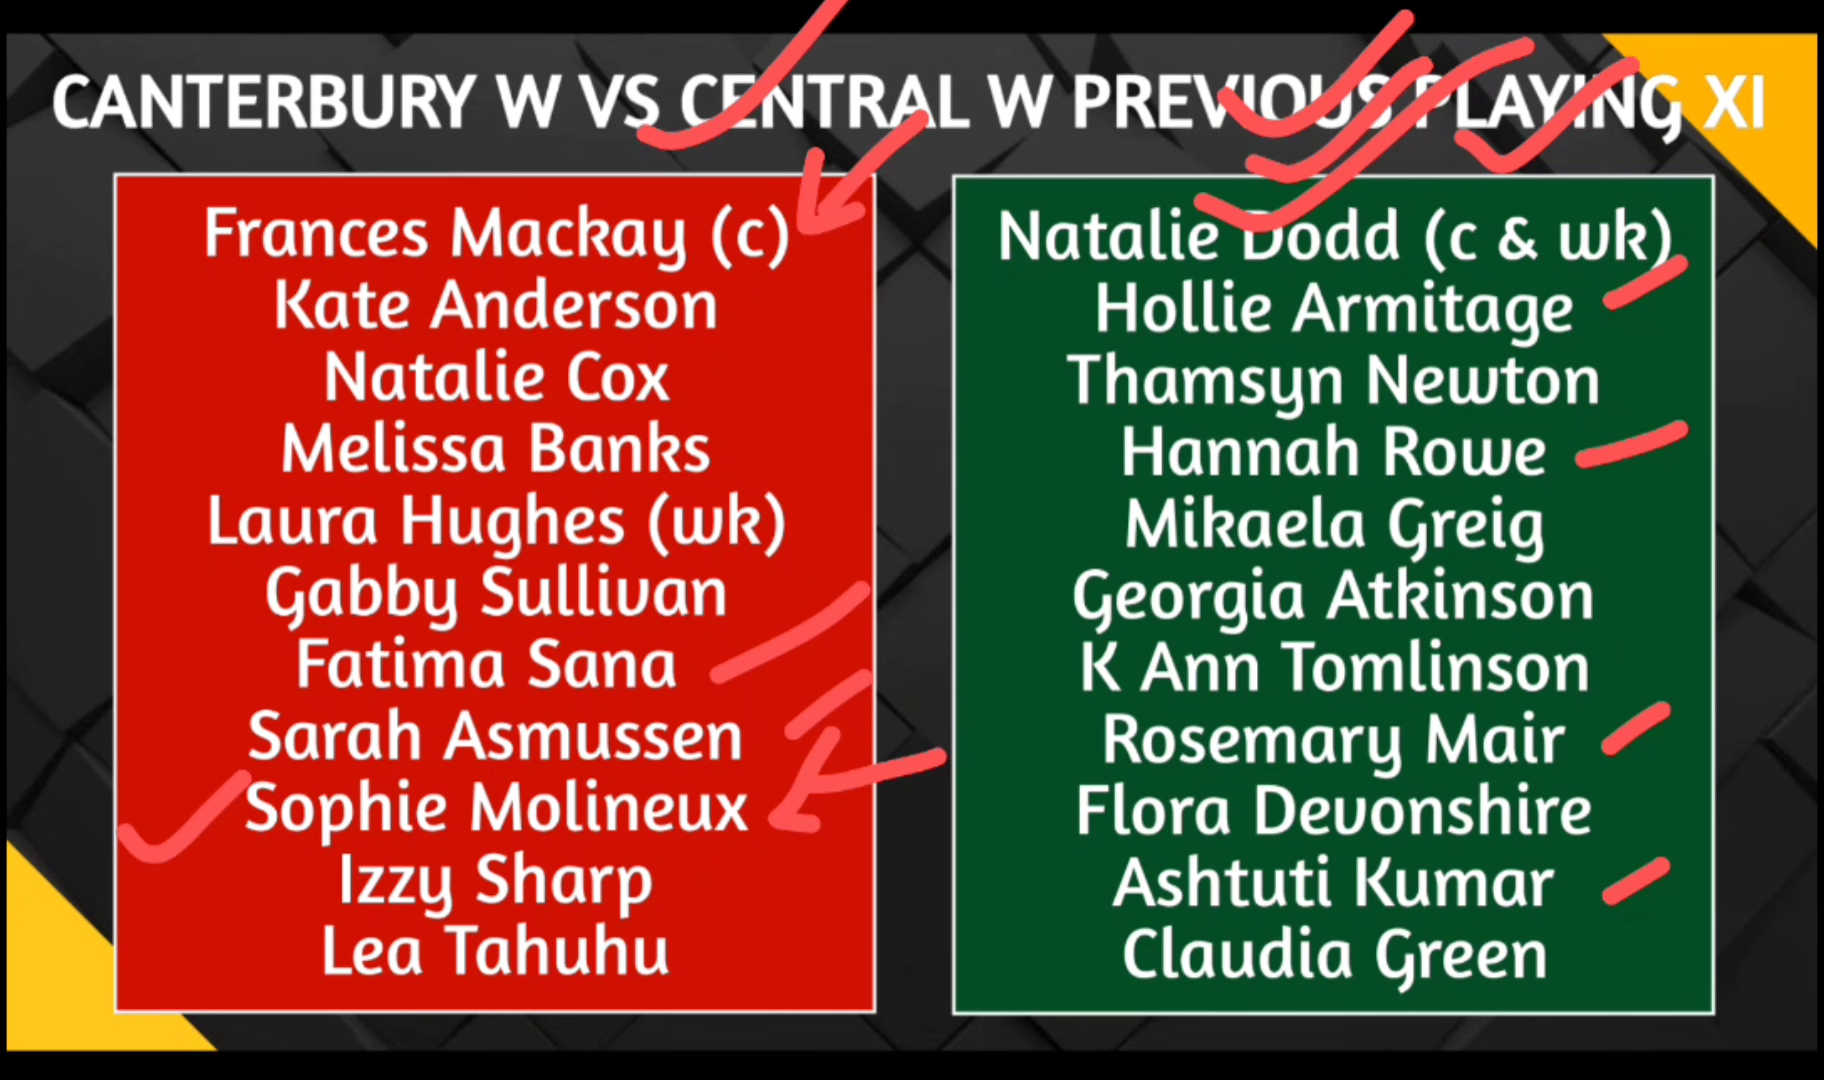 CANTERBURY W VS CENTRAL W PREVIOUS PLAYING XI
Frances Mackay (c)
Kate Anderson
Natalie Cox
Melissa Banks
Laura Hughes (wk)
Gabby Sullivan
Fatima Sana
Sarah Asmussen
Sophie Molineux
Izzy Sharp
Lea Tahuhu
Natalie Dodd (c & wk)
Hollie Armitage
Thamsyn Newton
Hannah Rowe
Mikaela Greig
Georgia Atkinson
K Ann Tomlinson
Rosemary Mair
Flora Devonshire
Ashtuti Kumar
Claudia Green